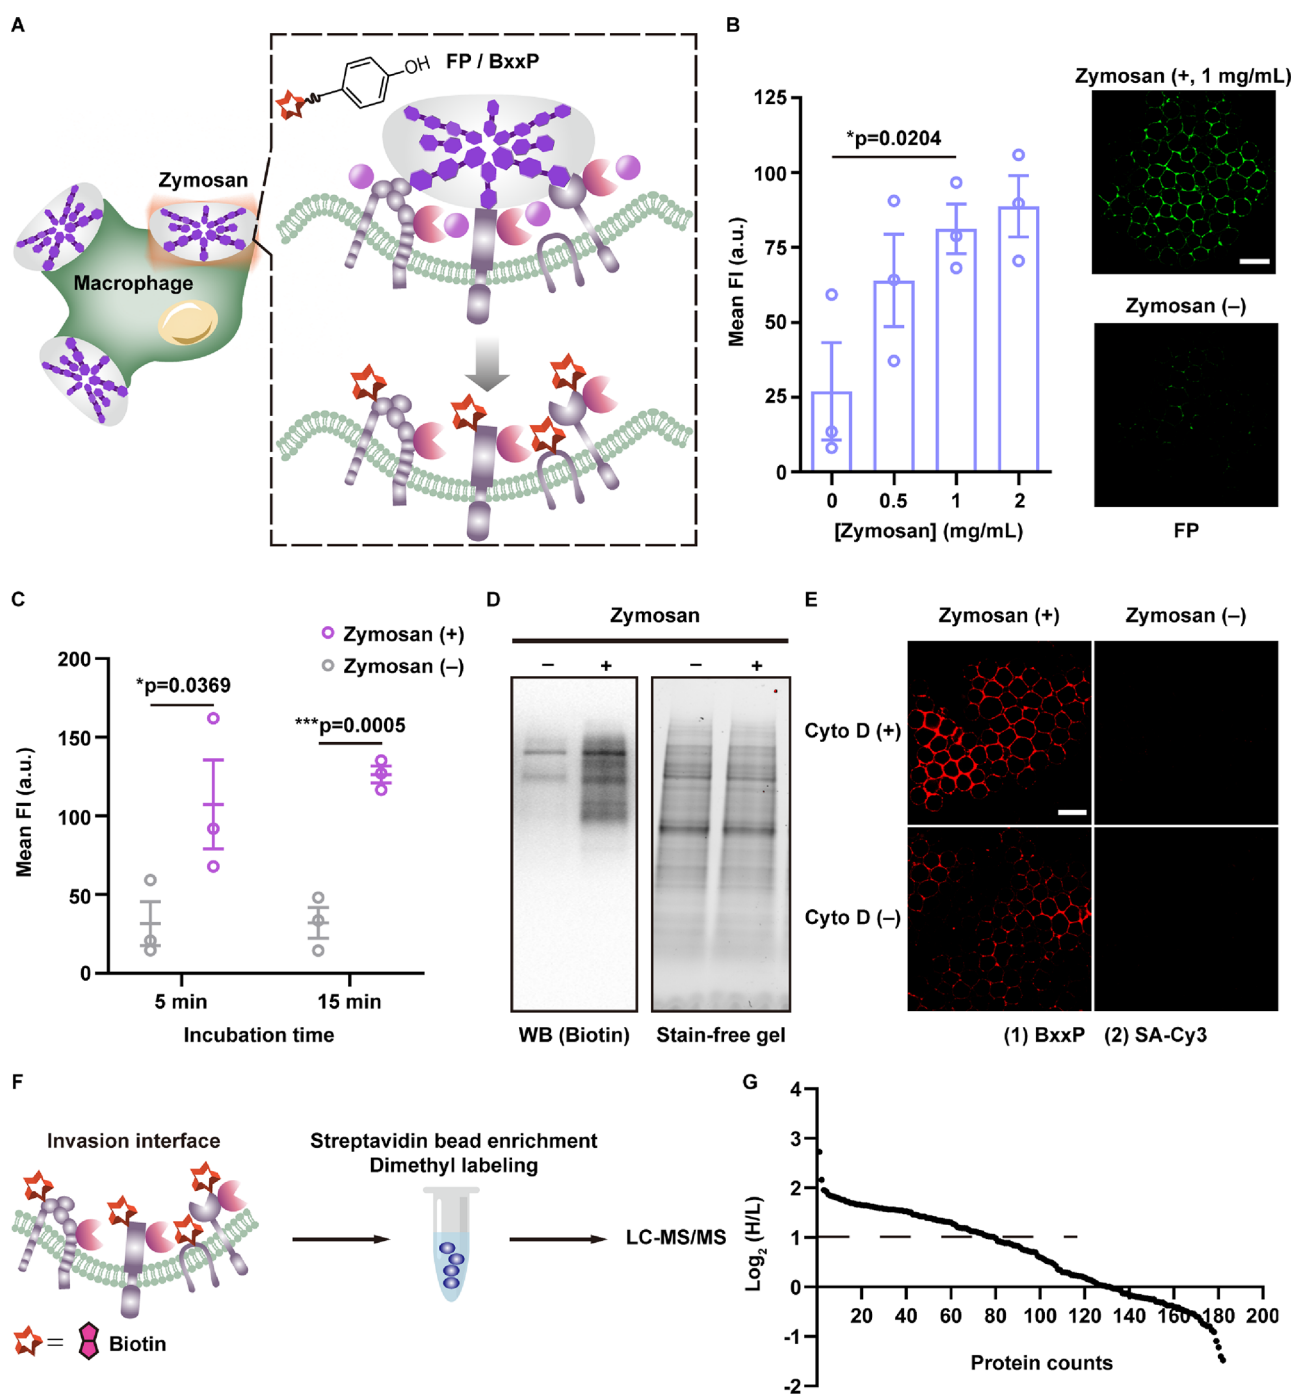 A
FP / BxxP
OH
Zymosan
Macrophage
B
Zymosan (+, 1 mg/mL)
*p=0.0204
Mean FI (a.u.)
125
100
75
50
25
0
0 0.5 1 2
[Zymosan] (mg/mL)
Zymosan (–)
FP
C
Zymosan (+)
Zymosan (–)
*p=0.0369
***p=0.0005
Mean FI (a.u.)
200
150
100
50
0
5 min 15 min
Incubation time
D
Zymosan
– + – +
WB (Biotin) Stain-free gel
E
Zymosan (+) Zymosan (–)
Cyto D (+)
Cyto D (–)
(1) BxxP (2) SA-Cy3
F
Invasion interface
Streptavidin bead enrichment
Dimethyl labeling
LC-MS/MS
= Biotin
G
Log2 (H/L)
4
3
2
1
0
-1
-2
20 40 60 80 100 120 140 160 180 200
Protein counts